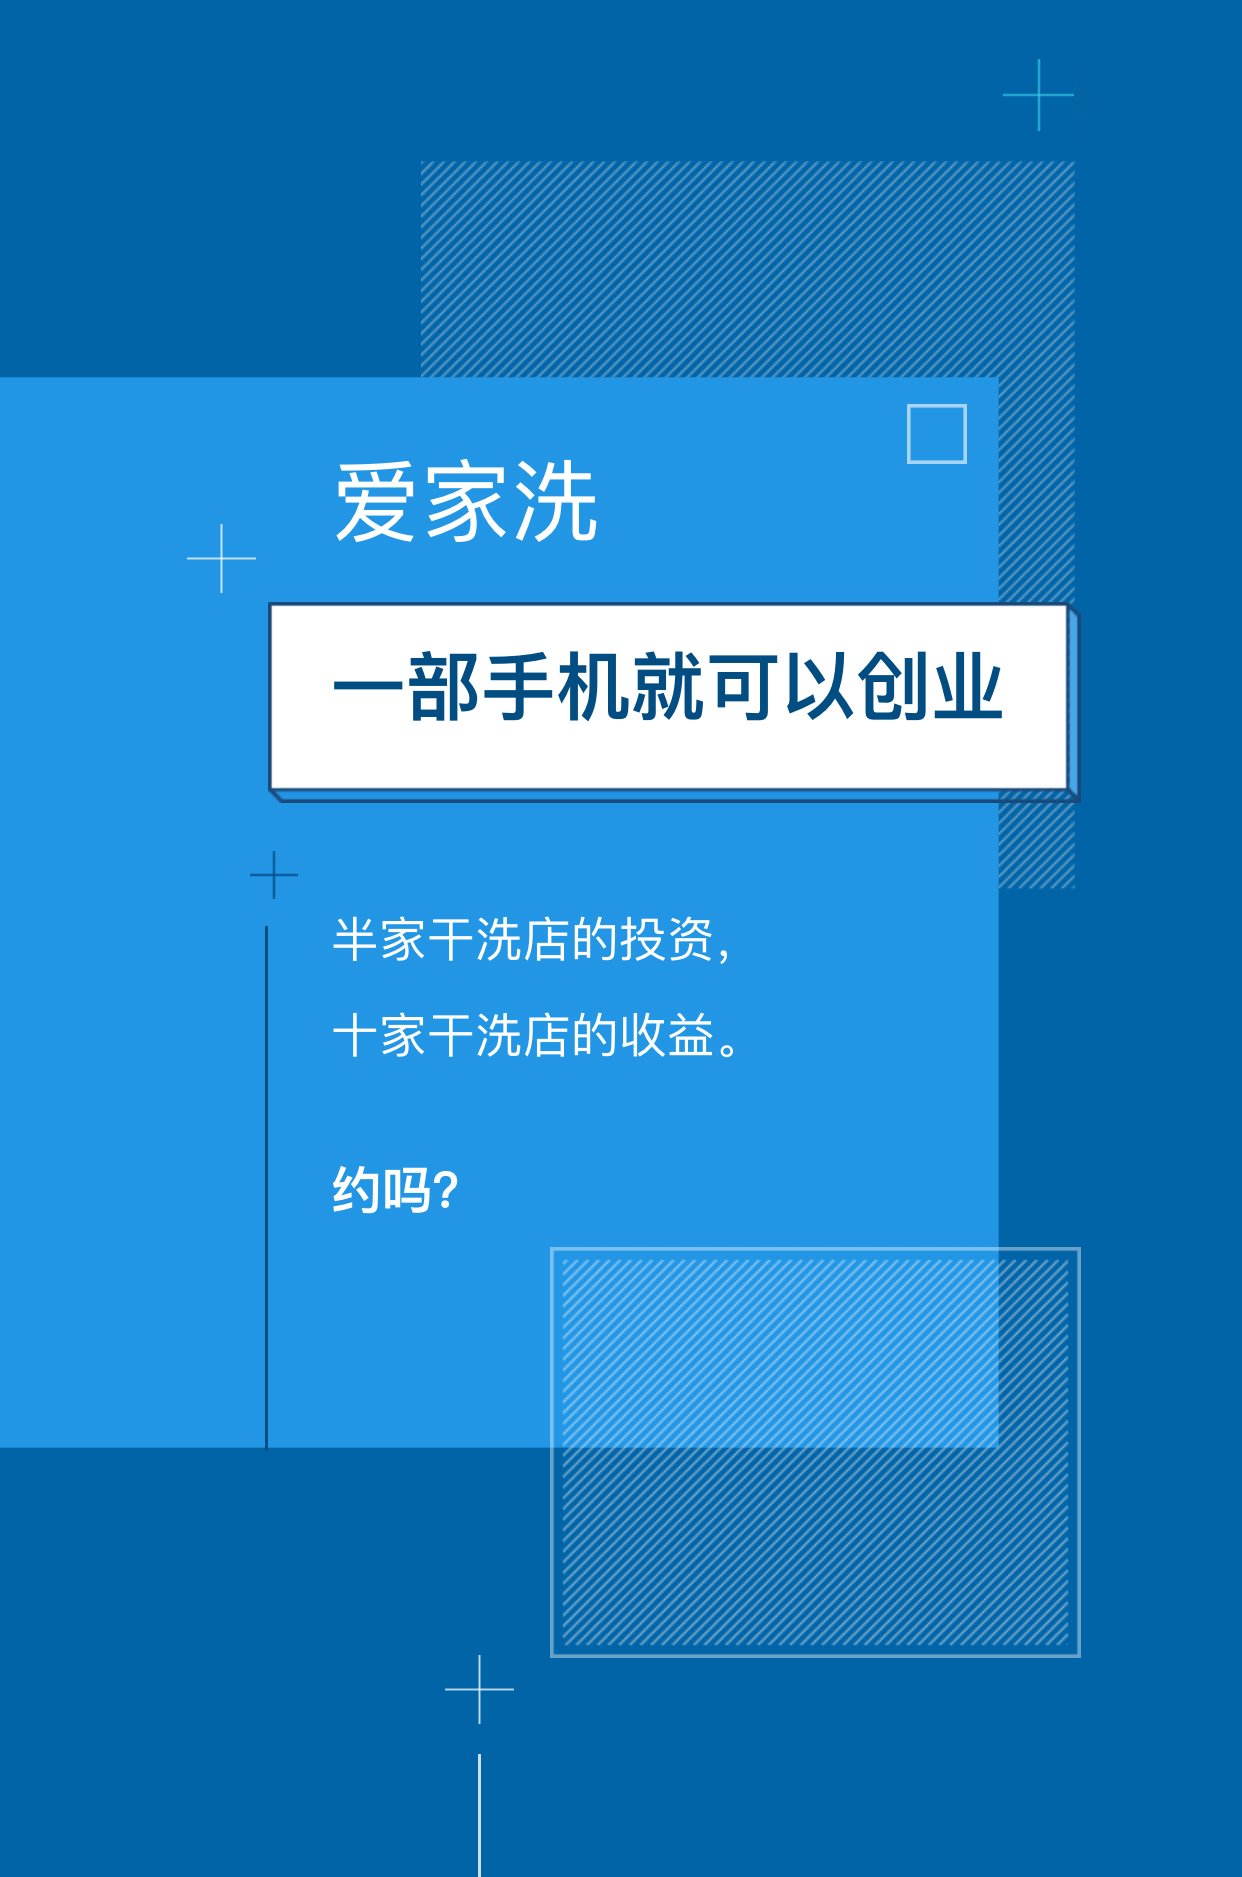 爱家洗
一部手机就可以创业
半家干洗店的投资，
十家干洗店的收益。
约吗？